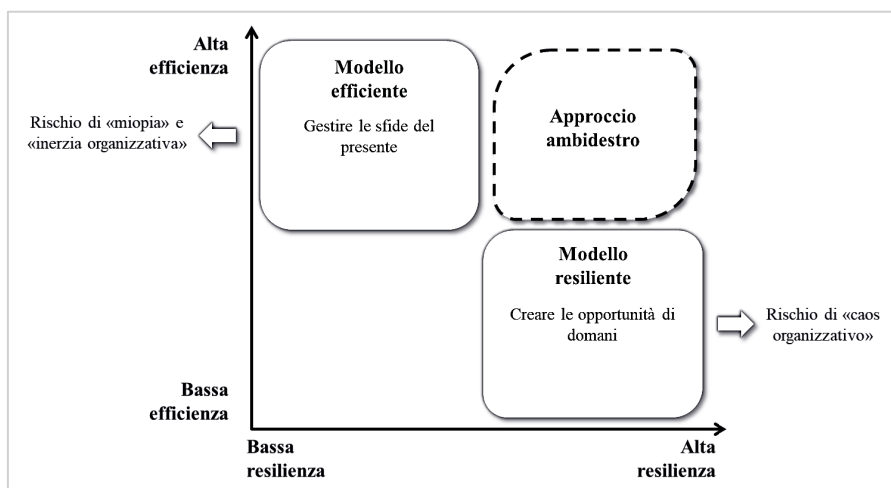 Alta
efficienza
Modello
efficiente
Gestire le sfide del
presente
Approccio
ambidestro
Rischio di «miopia» e
«inerzia organizzativa»
Modello
resiliente
Creare le opportunità di
domani
Rischio di «caos
organizzativo»
Bassa
efficienza
Bassa
resilienza
Alta
resilienza